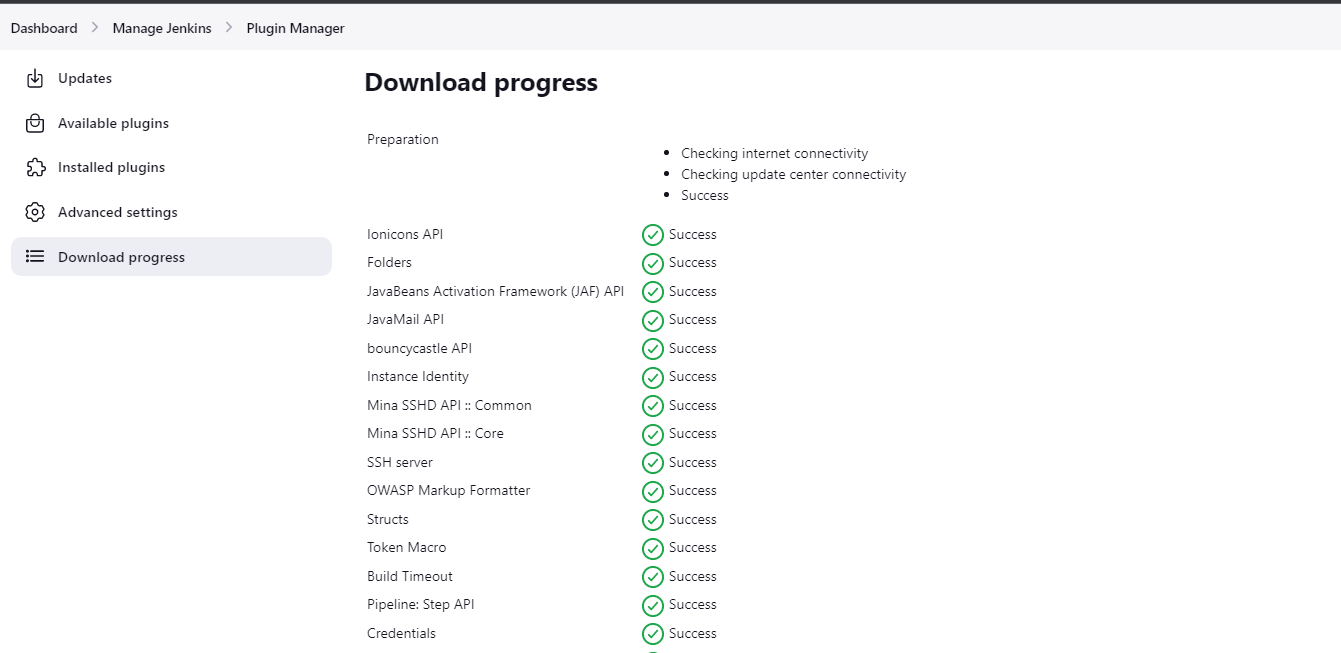 Dashboard > Manage Jenkins > Plugin Manager
Updates
Available plugins
Installed plugins
Advanced settings
Download progress
Download progress
Preparation
Checking internet connectivity
Checking update center connectivity
Success
Ionicons API Success
Folders Success
JavaBeans Activation Framework (JAF) API Success
JavaMail API Success
bouncycastle API Success
Instance Identity Success
Mina SSHD API :: Common Success
Mina SSHD API :: Core Success
SSH server Success
OWASP Markup Formatter Success
Structs Success
Token Macro Success
Build Timeout Success
Pipeline: Step API Success
Credentials Success